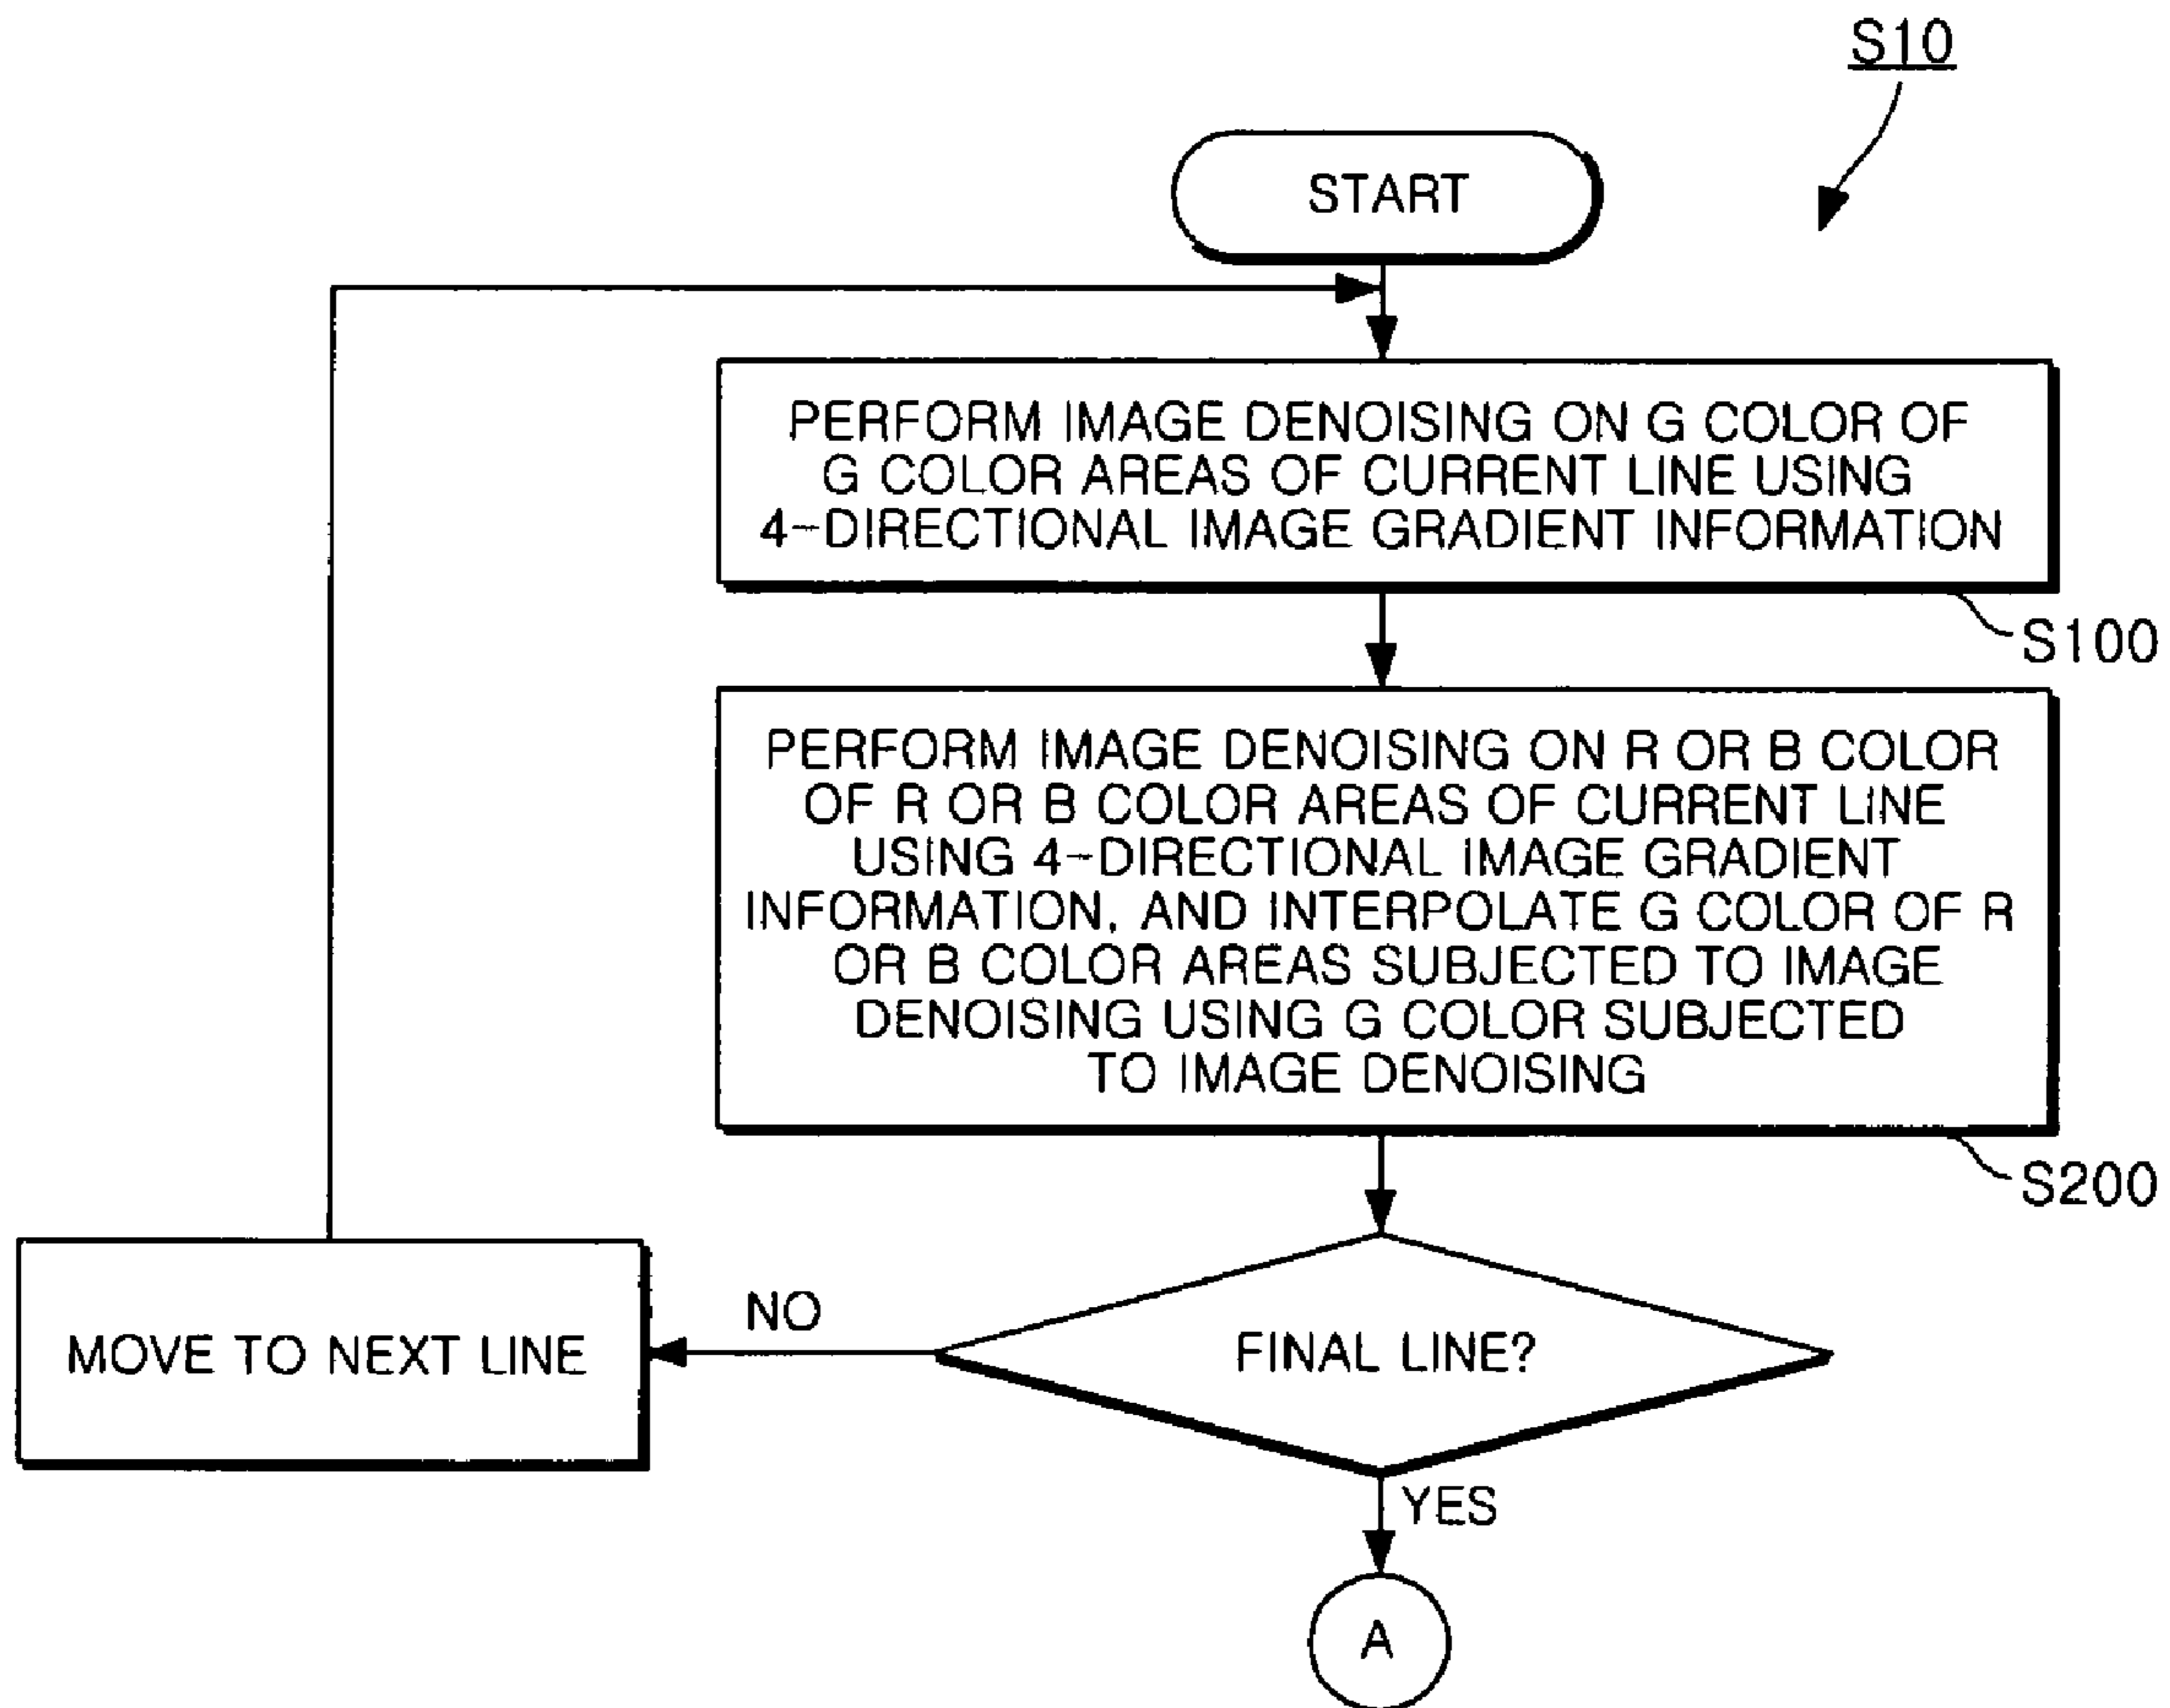 S10
START
PERFORM IMAGE DENOISING ON G COLOR OF
G COLOR AREAS OF CURRENT LINE USING
4-DIRECTIONAL IMAGE GRADIENT INFORMATION
S100
PERFORM IMAGE DENOISING ON R OR B COLOR
OF R OR B COLOR AREAS OF CURRENT LINE
USING 4-DIRECTIONAL IMAGE GRADIENT
INFORMATION, AND INTERPOLATE G COLOR OF R
OR B COLOR AREAS SUBJECTED TO IMAGE
DENOISING USING G COLOR SUBJECTED
TO IMAGE DENOISING
S200
MOVE TO NEXT LINE
NO
FINAL LINE?
YES
A